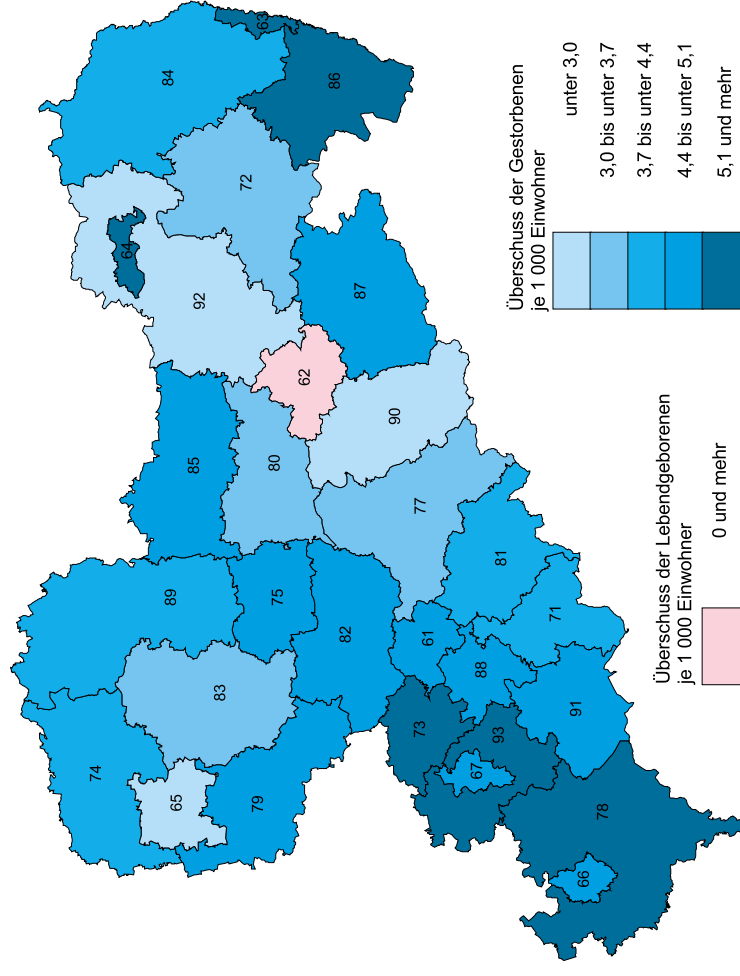 84
63
86
72
64
92
87
62
90
85
80
77
89
75
82
81
71
61
88
91
83
74
65
79
73
93
67
78
66
Überschuss der Gestorbenen
je 1 000 Einwohner
unter 3,0
3,0 bis unter 3,7
3,7 bis unter 4,4
4,4 bis unter 5,1
5,1 und mehr
Überschuss der Lebendgeborenen
je 1 000 Einwohner
0 und mehr